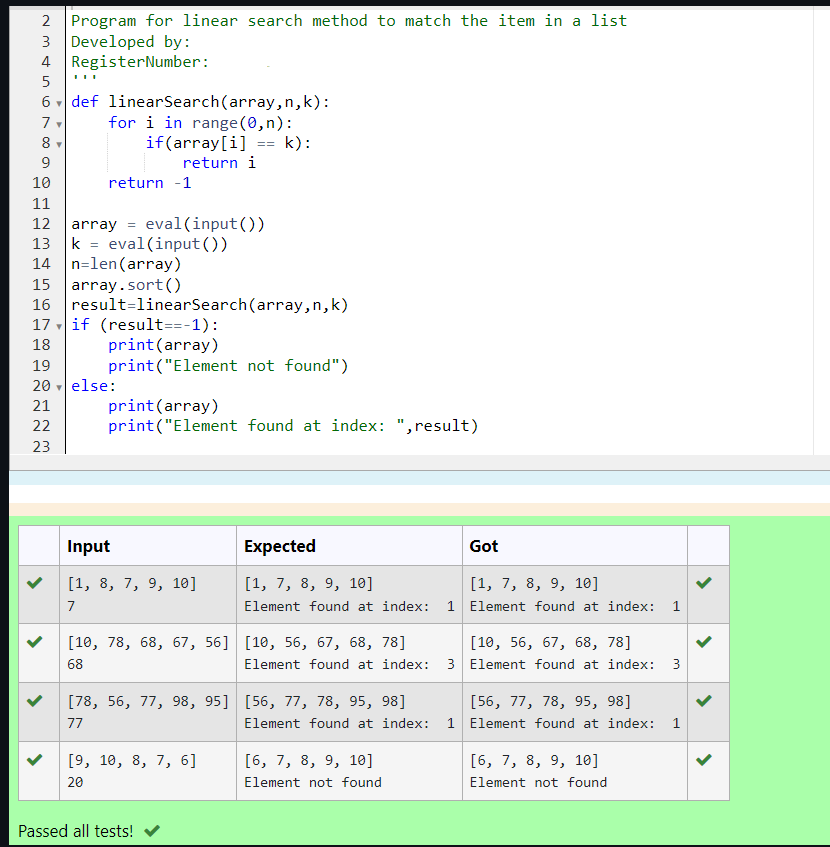 2 Program for linear search method to match the item in a list
3 Developed by:
4 RegisterNumber:
5 '''
6 def linearSearch(array,n,k):
7     for i in range(0,n):
8         if(array[i] == k):
9             return i
10     return -1
11
12 array = eval(input())
13 k = eval(input())
14 n=len(array)
15 array.sort()
16 result=linearSearch(array,n,k)
17 if (result==-1):
18     print(array)
19     print("Element not found")
20 else:
21     print(array)
22     print("Element found at index: ",result)
23
Input Expected Got
[1, 8, 7, 9, 10] [1, 7, 8, 9, 10] [1, 7, 8, 9, 10]
7 Element found at index:  1 Element found at index:  1
[10, 78, 68, 67, 56] [10, 56, 67, 68, 78] [10, 56, 67, 68, 78]
68 Element found at index:  3 Element found at index:  3
[78, 56, 77, 98, 95] [56, 77, 78, 95, 98] [56, 77, 78, 95, 98]
77 Element found at index:  1 Element found at index:  1
[9, 10, 8, 7, 6] [6, 7, 8, 9, 10] [6, 7, 8, 9, 10]
20 Element not found Element not found
Passed all tests!